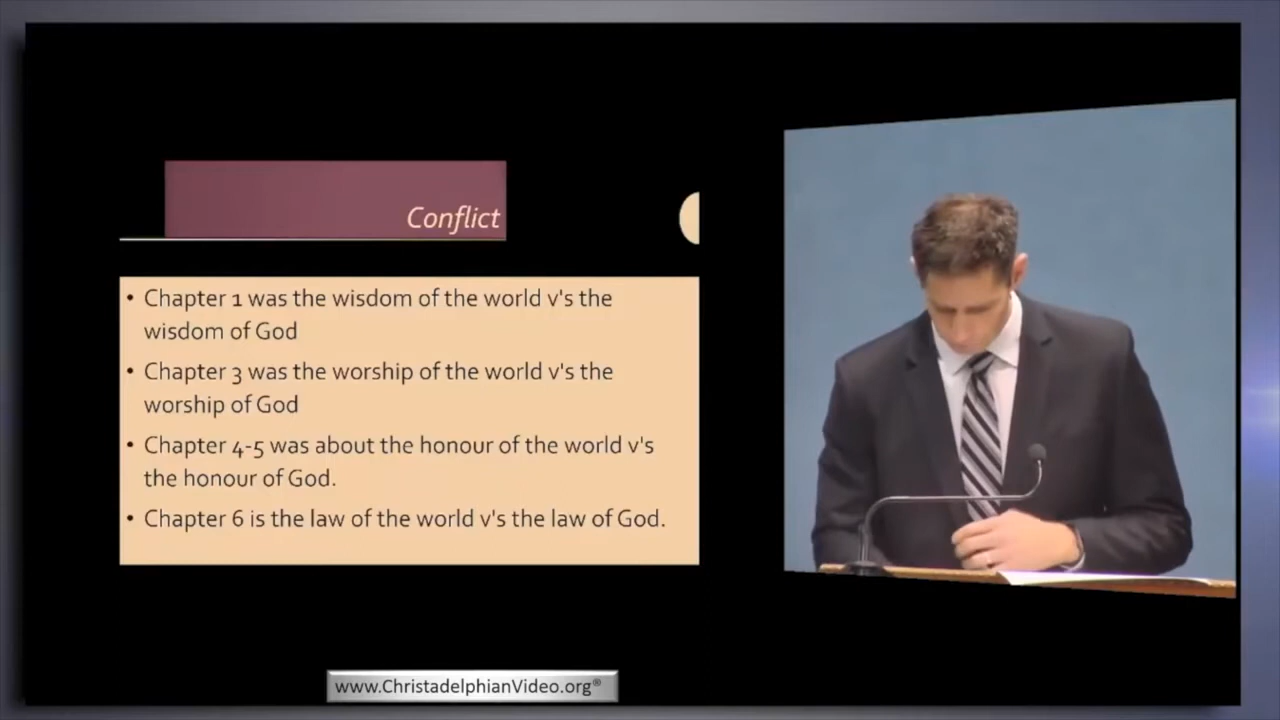 Conflict
• Chapter 1 was the wisdom of the world v's the
wisdom of God
• Chapter 3 was the worship of the world v's the
worship of God
• Chapter 4-5 was about the honour of the world v's
the honour of God.
• Chapter 6 is the law of the world v's the law of God.
www.ChristadelphianVideo.org®